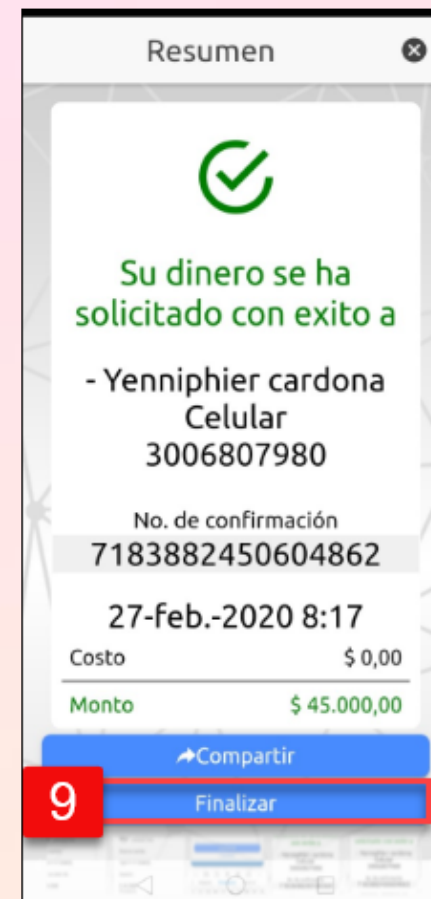 Resumen
Su dinero se ha
solicitado con exito a
- Yenniphier cardona
Celular
3006807980
No. de confirmación
7183882450604862
27-feb.-2020 8:17
Costo $ 0,00
Monto $ 45.000,00
Compartir
9 Finalizar